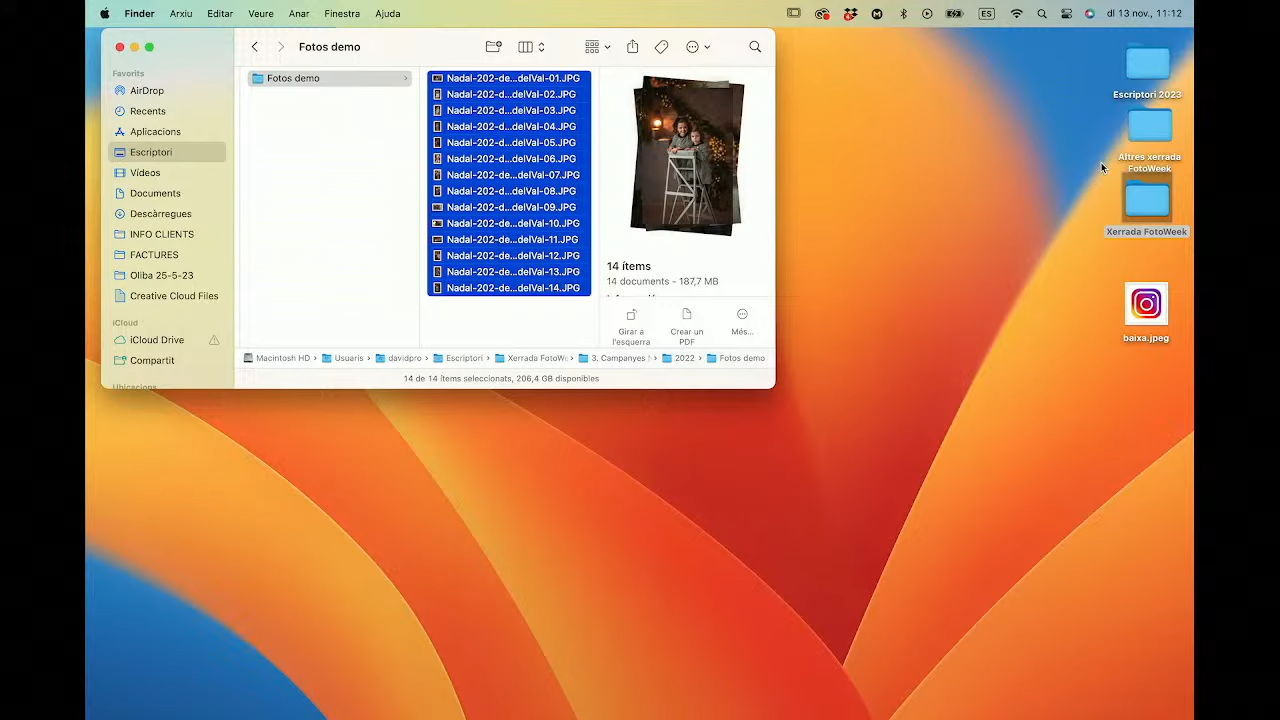 Finder Arxiu Editar Veure Anar Finestra Ajuda
ES
dl 13 nov., 11:12
Fotos demo
Favorits
AirDrop
Recents
Aplicacions
Escriptori
Vídeos
Documents
Descàrregues
INFO CLIENTS
FACTURES
Oliba 25-5-23
Creative Cloud Files
iCloud
iCloud Drive
Compartit
Ubicacions
Fotos demo
Nadal-202-de...delVal-01.JPG
Nadal-202-d...delVal-02.JPG
Nadal-202-d...delVal-03.JPG
Nadal-202-d...delVal-04.JPG
Nadal-202-d...delVal-05.JPG
Nadal-202-d...delVal-06.JPG
Nadal-202-d...delVal-07.JPG
Nadal-202-d...delVal-08.JPG
Nadal-202-de...delVal-09.JPG
Nadal-202-de...delVal-10.JPG
Nadal-202-de...delVal-11.JPG
Nadal-202-d...delVal-12.JPG
Nadal-202-d...delVal-13.JPG
Nadal-202-d...delVal-14.JPG
14 ítems
14 documents - 187,7 MB
Girar a l'esquerra
Crear un PDF
Més...
Macintosh HD › Usuaris › davidpro › Escriptori › Xerrada FotoW › 3. Campanyes › 2022 › Fotos demo
14 de 14 ítems seleccionats, 206,4 GB disponibles
Escriptori 2023
Altres xerrada
FotoWeek
Xerrada FotoWeek
baixa.jpeg